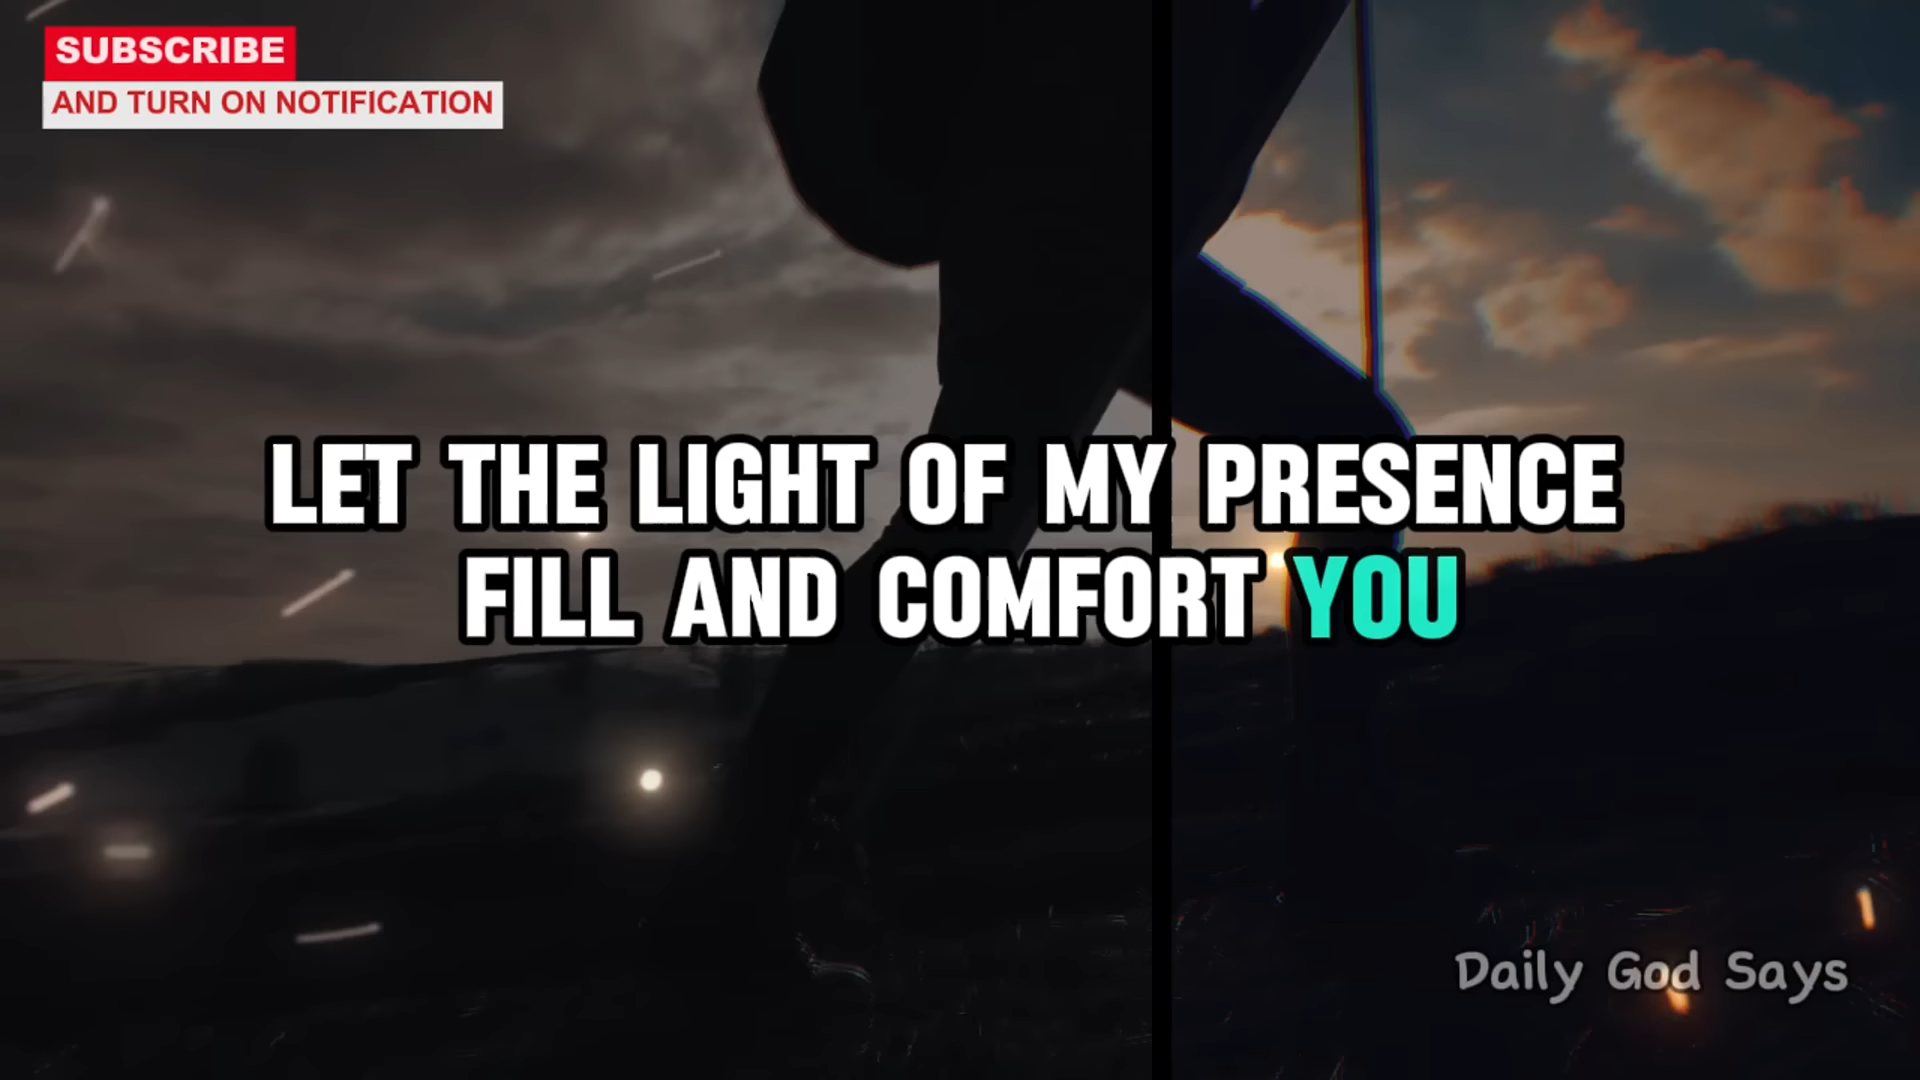 SUBSCRIBE
AND TURN ON NOTIFICATION
LET THE LIGHT OF MY PRESENCE
FILL AND COMFORT YOU
Daily God Says